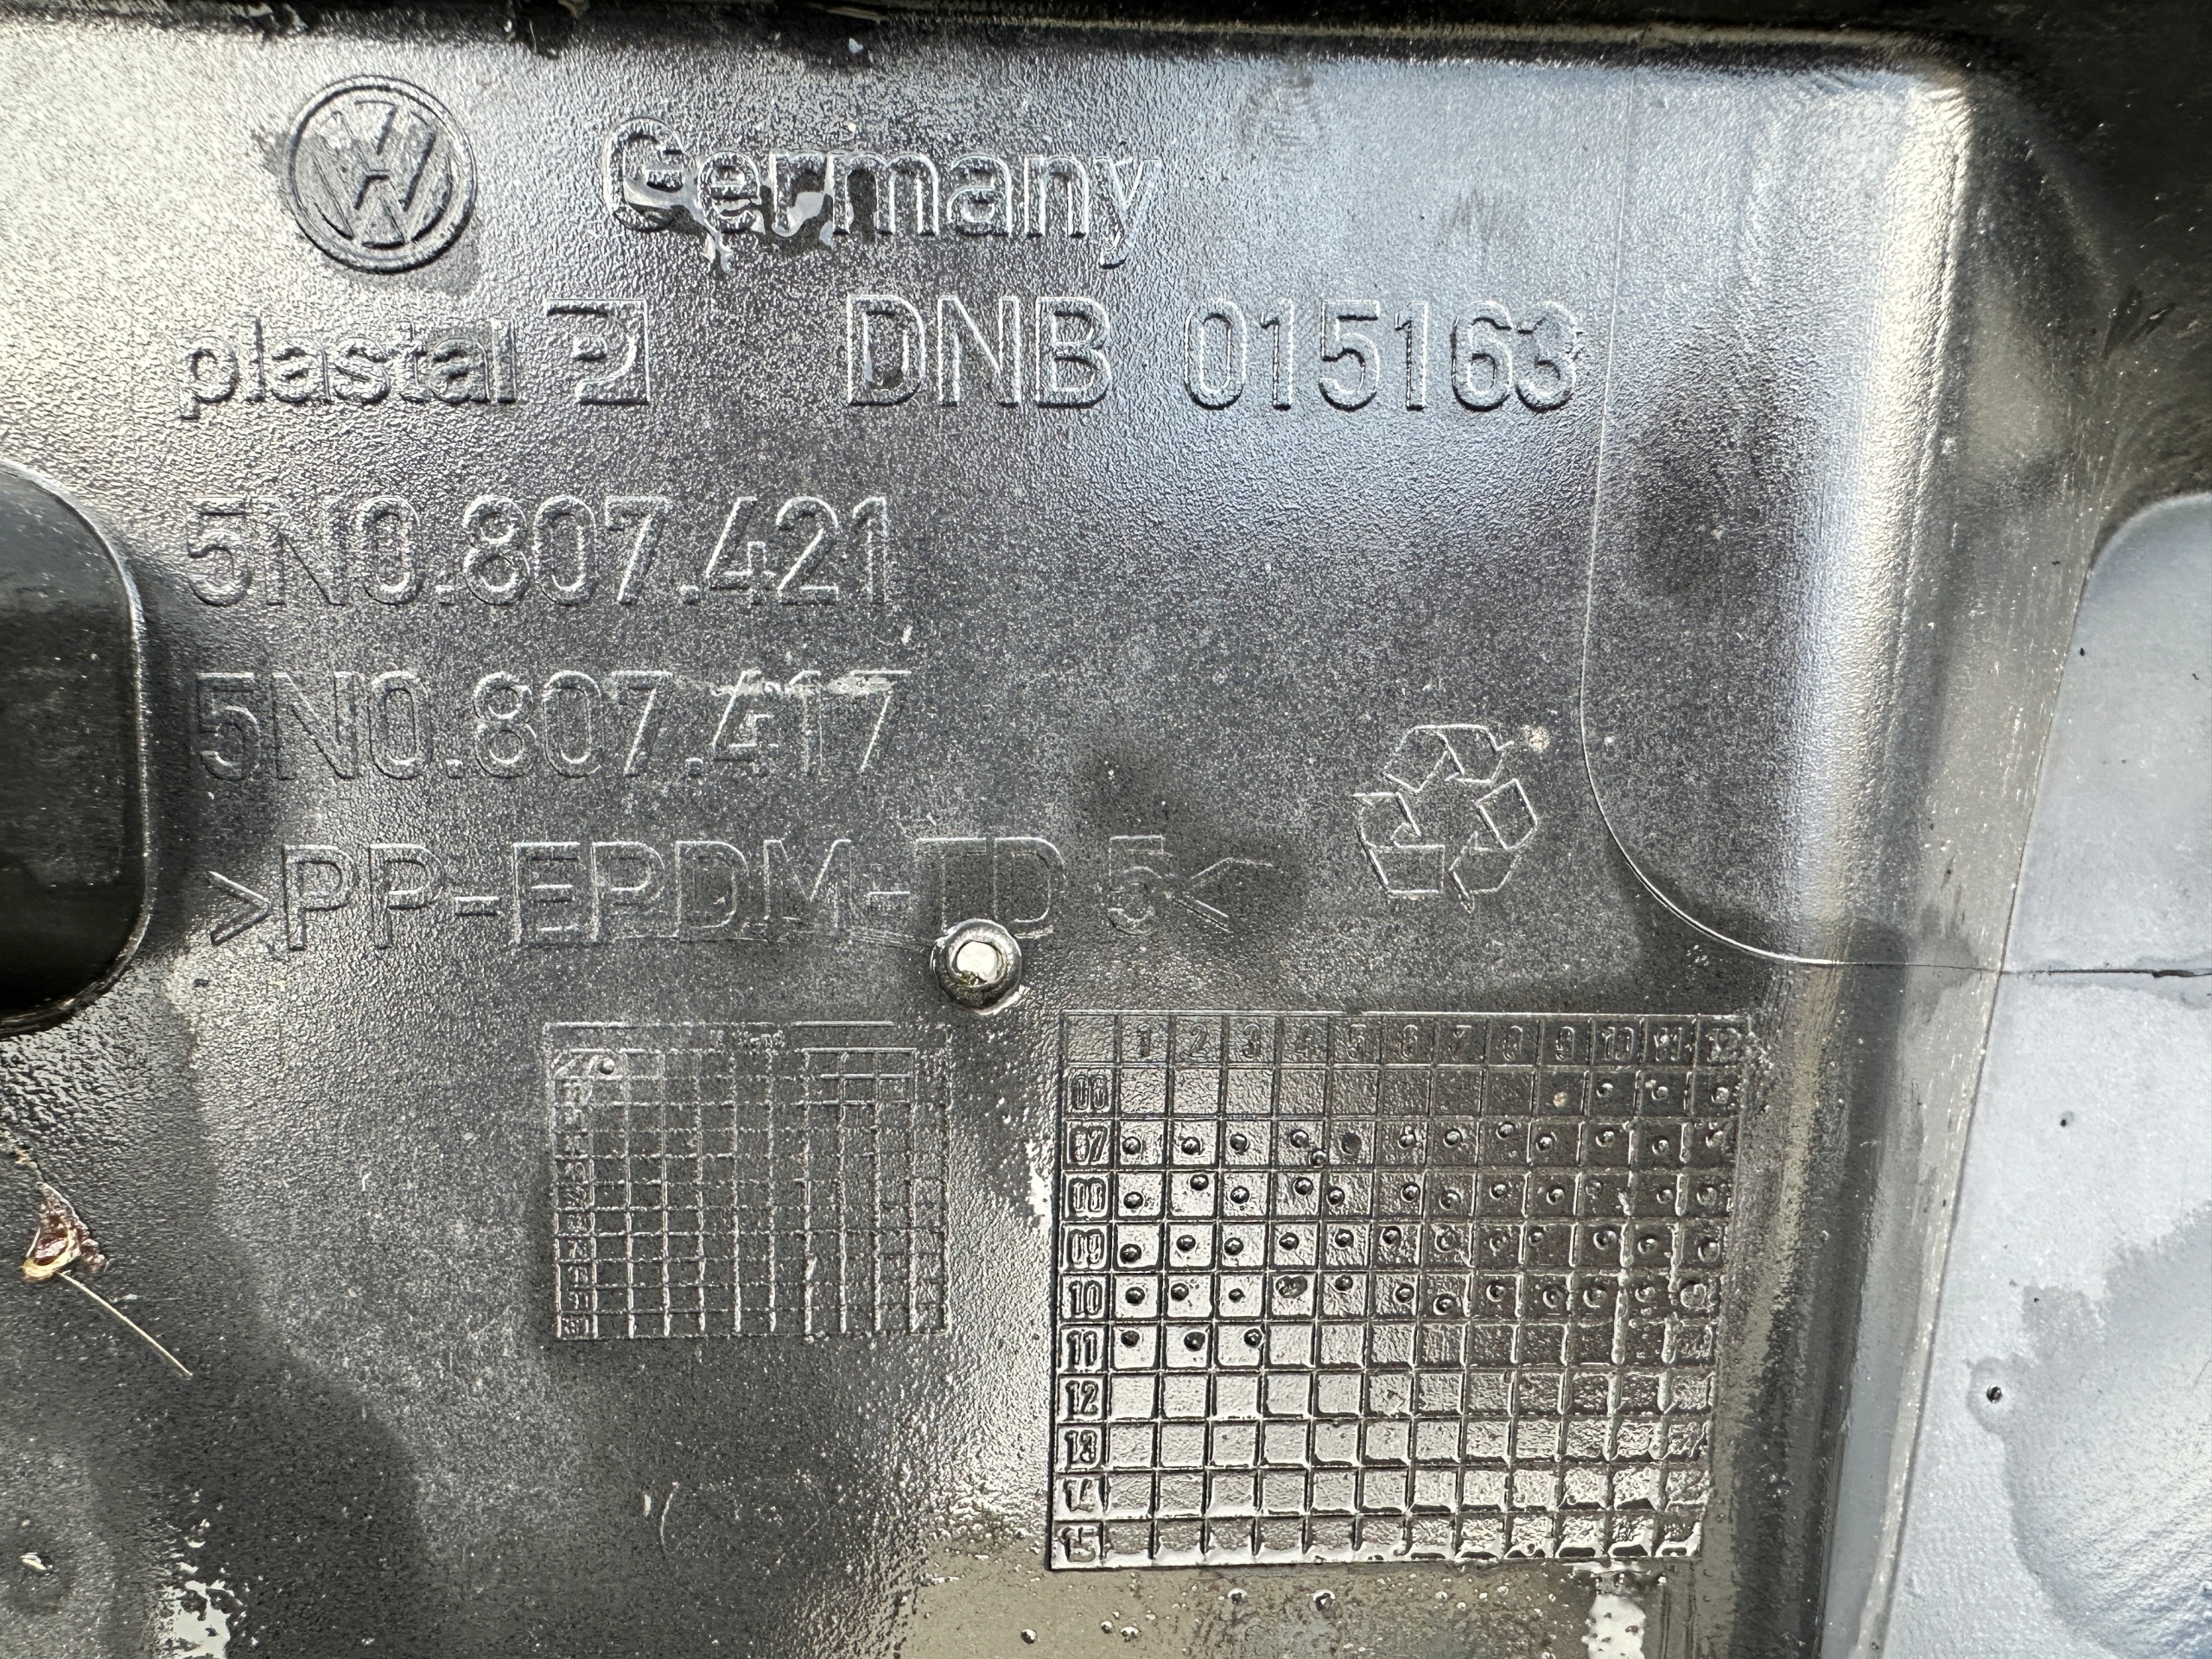 Germany
plastal DNB 015163
5N0.807.421
5N0.807.417
>PP-EPDM-TD 5<
1 2 3 4 5 6 7 8 9 10 11 12
06
07
08
09
10
11
12
13
14
15